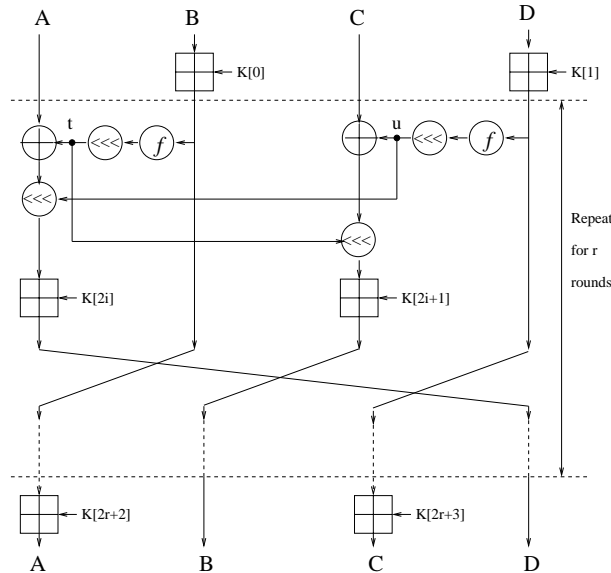 A B C D
K[0] K[1]
t <<< f u <<< f
<<< <<<
Repeat
for r
rounds
K[2i] K[2i+1]
K[2r+2] K[2r+3]
A B C D